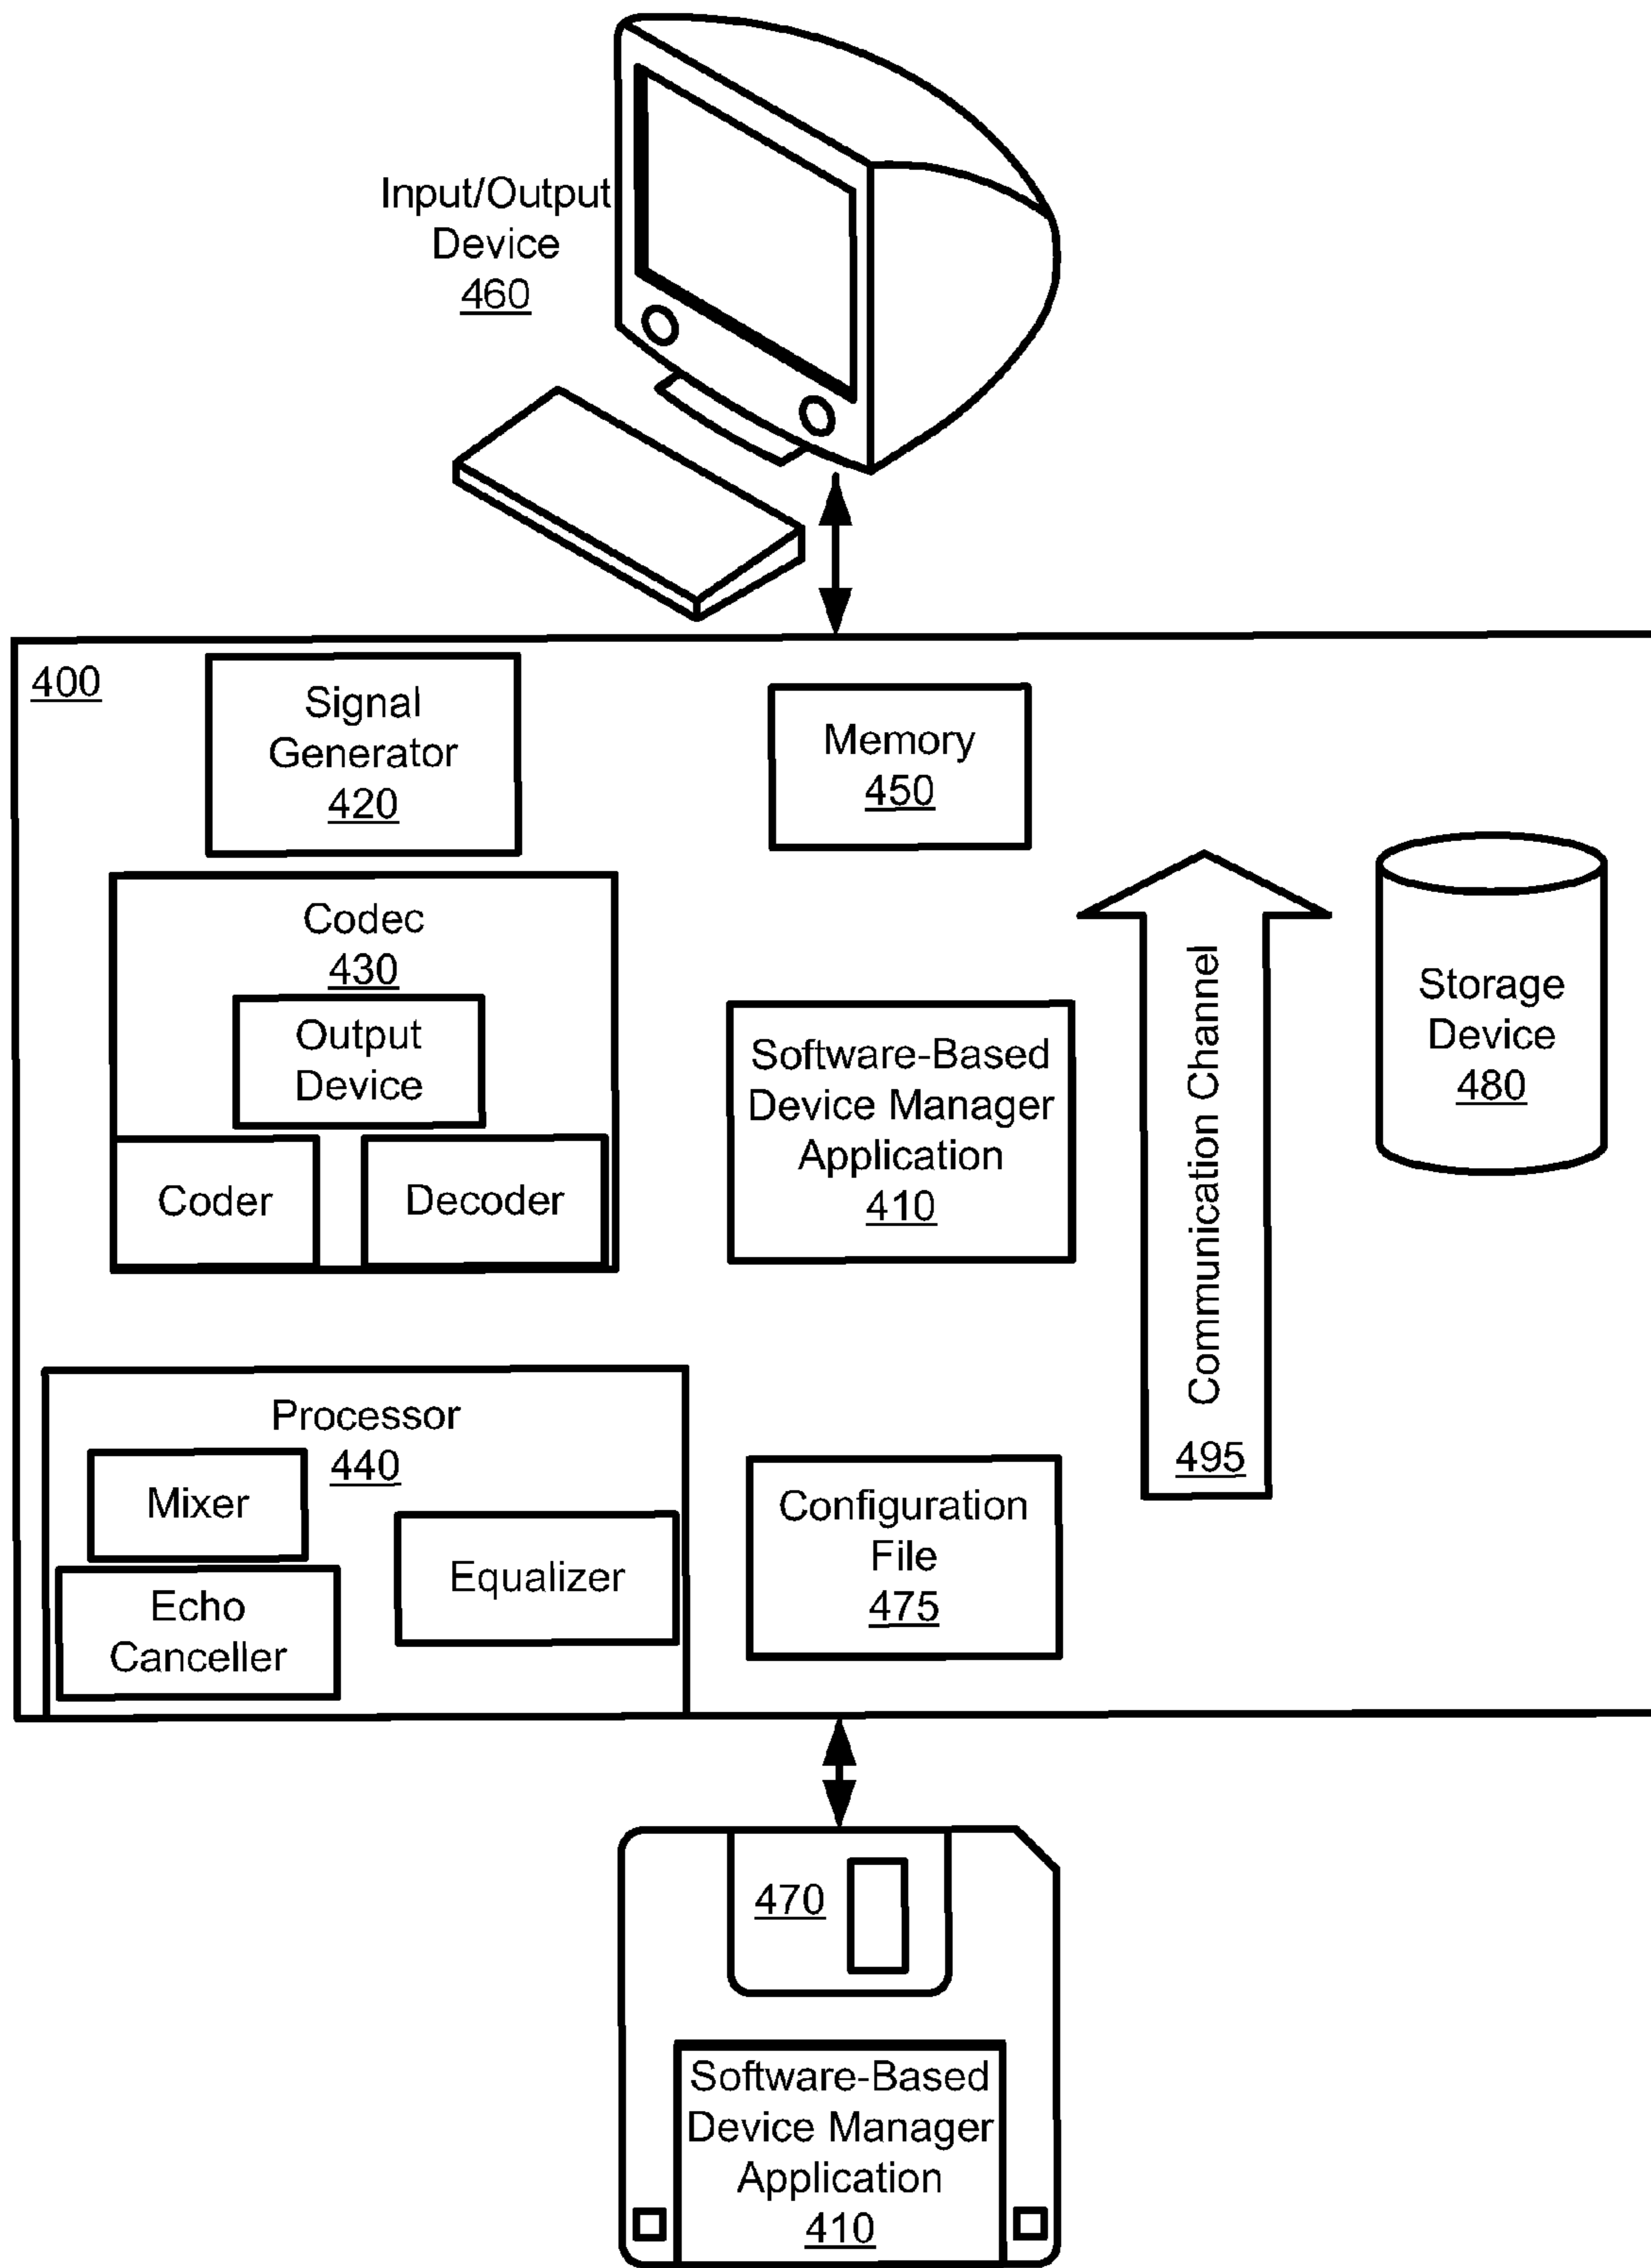 Input/Output
Device
460
400
Signal
Generator
420
Memory
450
Codec
430
Output
Device
Coder
Decoder
Software-Based
Device Manager
Application
410
Communication Channel
495
Storage
Device
480
Processor
440
Mixer
Echo
Canceller
Equalizer
Configuration
File
475
470
Software-Based
Device Manager
Application
410